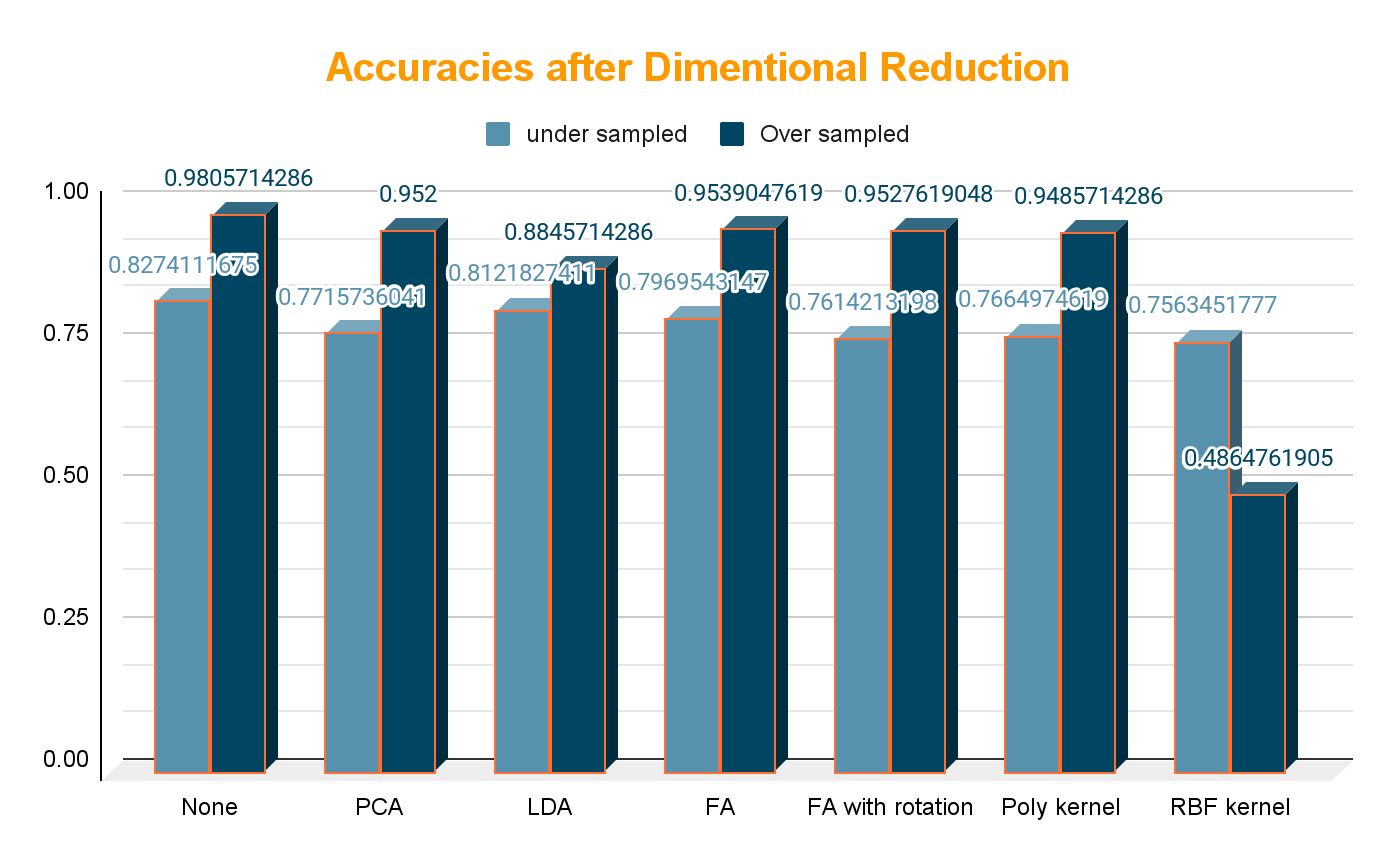 Accuracies after Dimentional Reduction
under sampled
Over sampled
1.00
0.75
0.50
0.25
0.00
0.9805714286
0.952
0.8845714286
0.9539047619
0.9527619048
0.9485714286
0.4864761905
0.8274111675
0.7715736041
0.8121827411
0.7969543147
0.7614213198
0.7664974619
0.7563451777
None
PCA
LDA
FA
FA with rotation
Poly kernel
RBF kernel